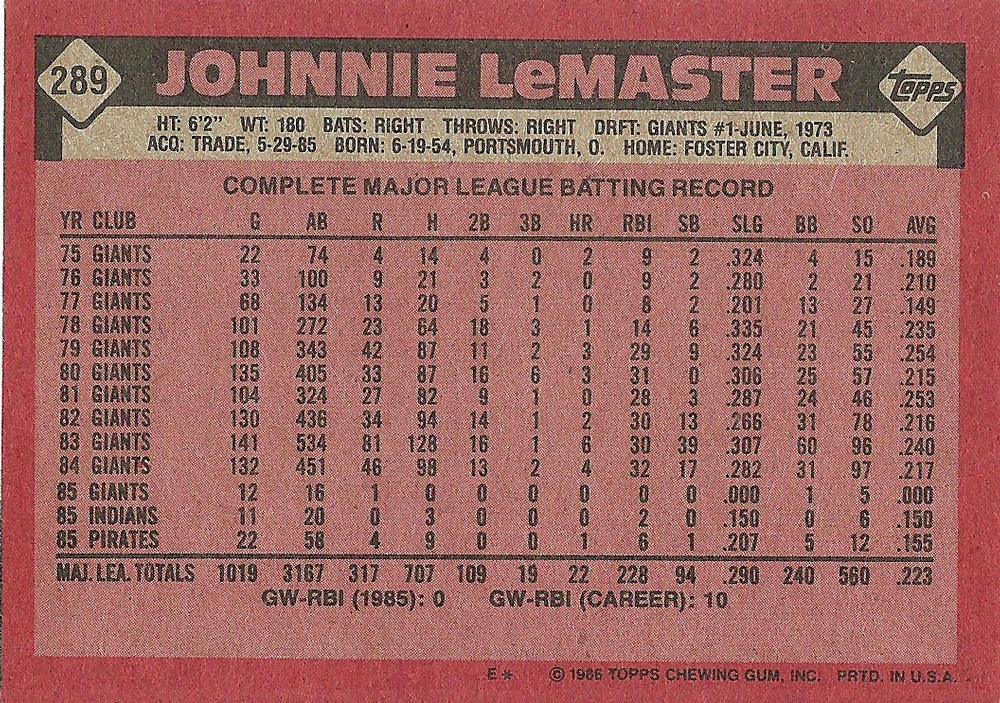 289 JOHNNIE LeMASTER TOPPS
HT: 6'2" WT: 180 BATS: RIGHT THROWS: RIGHT DRFT: GIANTS #1-JUNE, 1973
ACQ: TRADE, 5-29-85 BORN: 6-19-54, PORTSMOUTH, O. HOME: FOSTER CITY, CALIF.
COMPLETE MAJOR LEAGUE BATTING RECORD
YR CLUB G AB R H 2B 3B HR RBI SB SLG BB SO AVG
75 GIANTS 22 74 4 14 4 0 2 9 2 .324 4 15 .189
76 GIANTS 33 100 9 21 3 2 0 9 2 .280 2 21 .210
77 GIANTS 68 134 13 20 5 1 0 8 2 .201 13 27 .149
78 GIANTS 101 272 23 64 18 3 1 14 6 .335 21 45 .235
79 GIANTS 108 343 42 87 11 2 3 29 9 .324 23 55 .254
80 GIANTS 135 405 33 87 16 6 3 31 0 .306 25 57 .215
81 GIANTS 104 324 27 82 9 1 0 28 3 .287 24 46 .253
82 GIANTS 130 436 34 94 14 1 2 30 13 .266 31 78 .216
83 GIANTS 141 534 81 128 16 1 6 30 39 .307 60 96 .240
84 GIANTS 132 451 46 98 13 2 4 32 17 .282 31 97 .217
85 GIANTS 12 16 1 0 0 0 0 0 0 .000 1 5 .000
85 INDIANS 11 20 0 3 0 0 0 2 0 .150 0 6 .150
85 PIRATES 22 58 4 9 0 0 1 6 1 .207 5 12 .155
MAJ. LEA. TOTALS 1019 3167 317 707 109 19 22 228 94 .290 240 560 .223
GW-RBI (1985): 0 GW-RBI (CAREER): 10
E * © 1986 TOPPS CHEWING GUM, INC. PRTD. IN U.S.A.